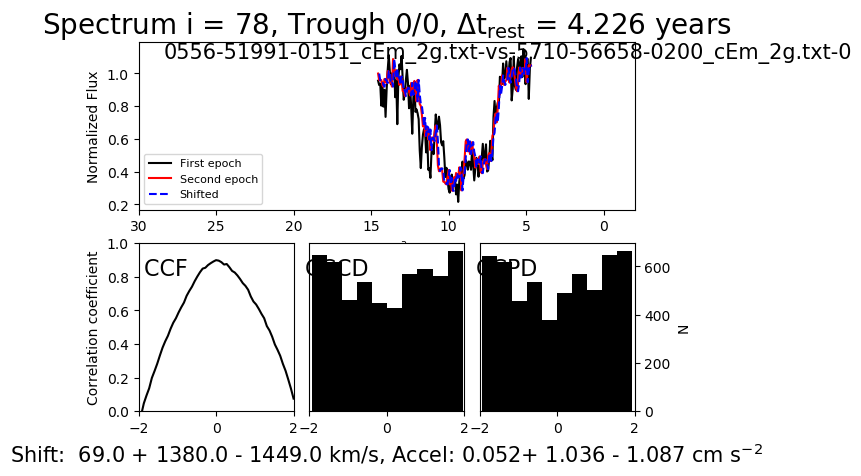 Spectrum i = 78, Trough 0/0, Δt_rest = 4.226 years
0556-51991-0151_cEm_2g.txt-vs-5710-56658-0200_cEm_2g.txt-0
Normalized Flux
1.0
0.8
0.6
0.4
0.2
First epoch
Second epoch
Shifted
30 25 20 15 10 5 0
Correlation coefficient
1.0
0.8
0.6
0.4
0.2
0.0
CCF
−2 0 2
−2 0 2
−2 0 2
600
400
200
0
N
Shift: 69.0 + 1380.0 - 1449.0 km/s, Accel: 0.052+ 1.036 - 1.087 cm s⁻²